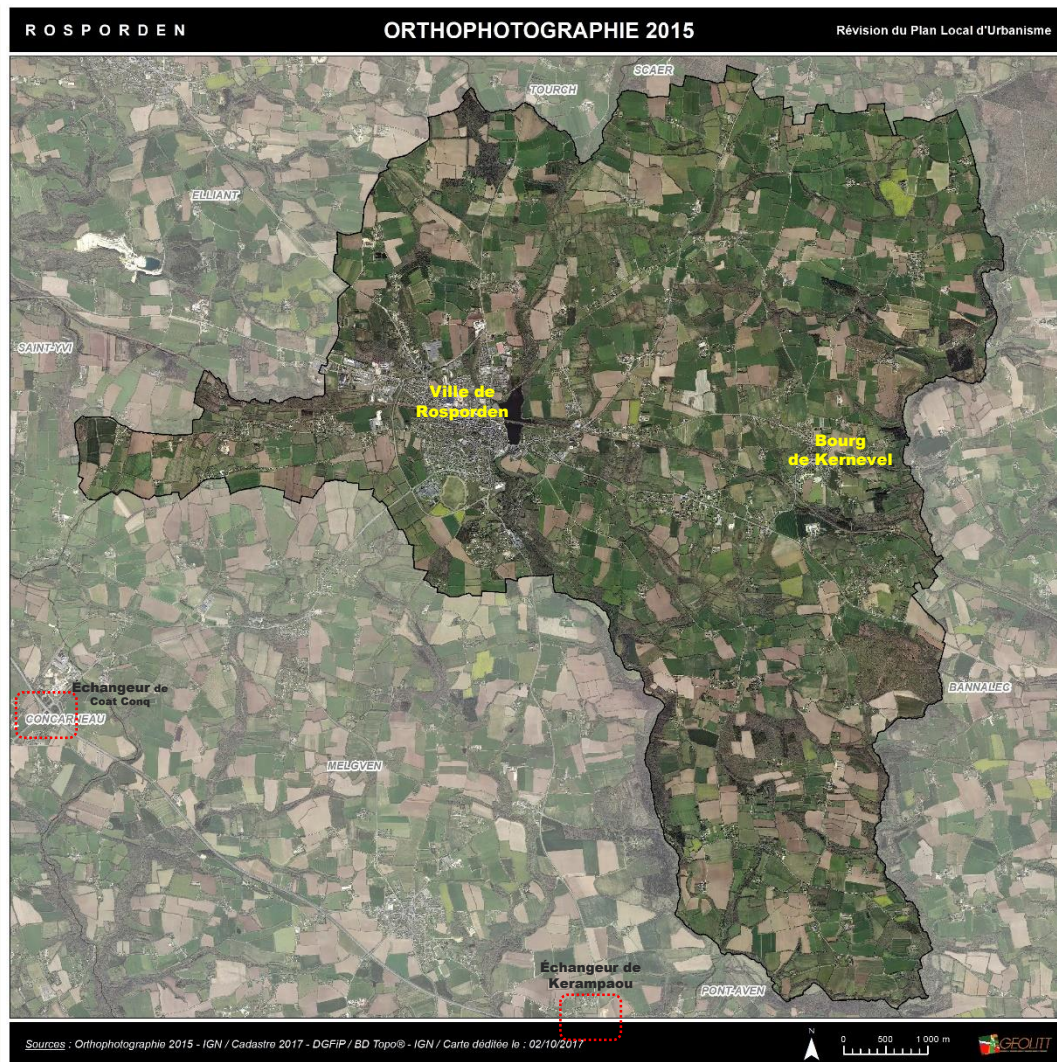 ROSPORDEN
ORTHOPHOTOGRAPHIE 2015
Révision du Plan Local d'Urbanisme
SCAER
TOURCH
ELLIANT
SAINT-YVI
Ville de
Rosporden
Bourg
de Kernevel
Échangeur de
Coat Conq
CONCARNEAU
BANNALEC
MELGVEN
Échangeur de
Kerampaou
PONT-AVEN
Sources : Orthophotographie 2015 - IGN / Cadastre 2017 - DGFiP / BD Topo® - IGN / Carte déditée le : 02/10/2017
N
0 500 1 000 m
GEOLITT